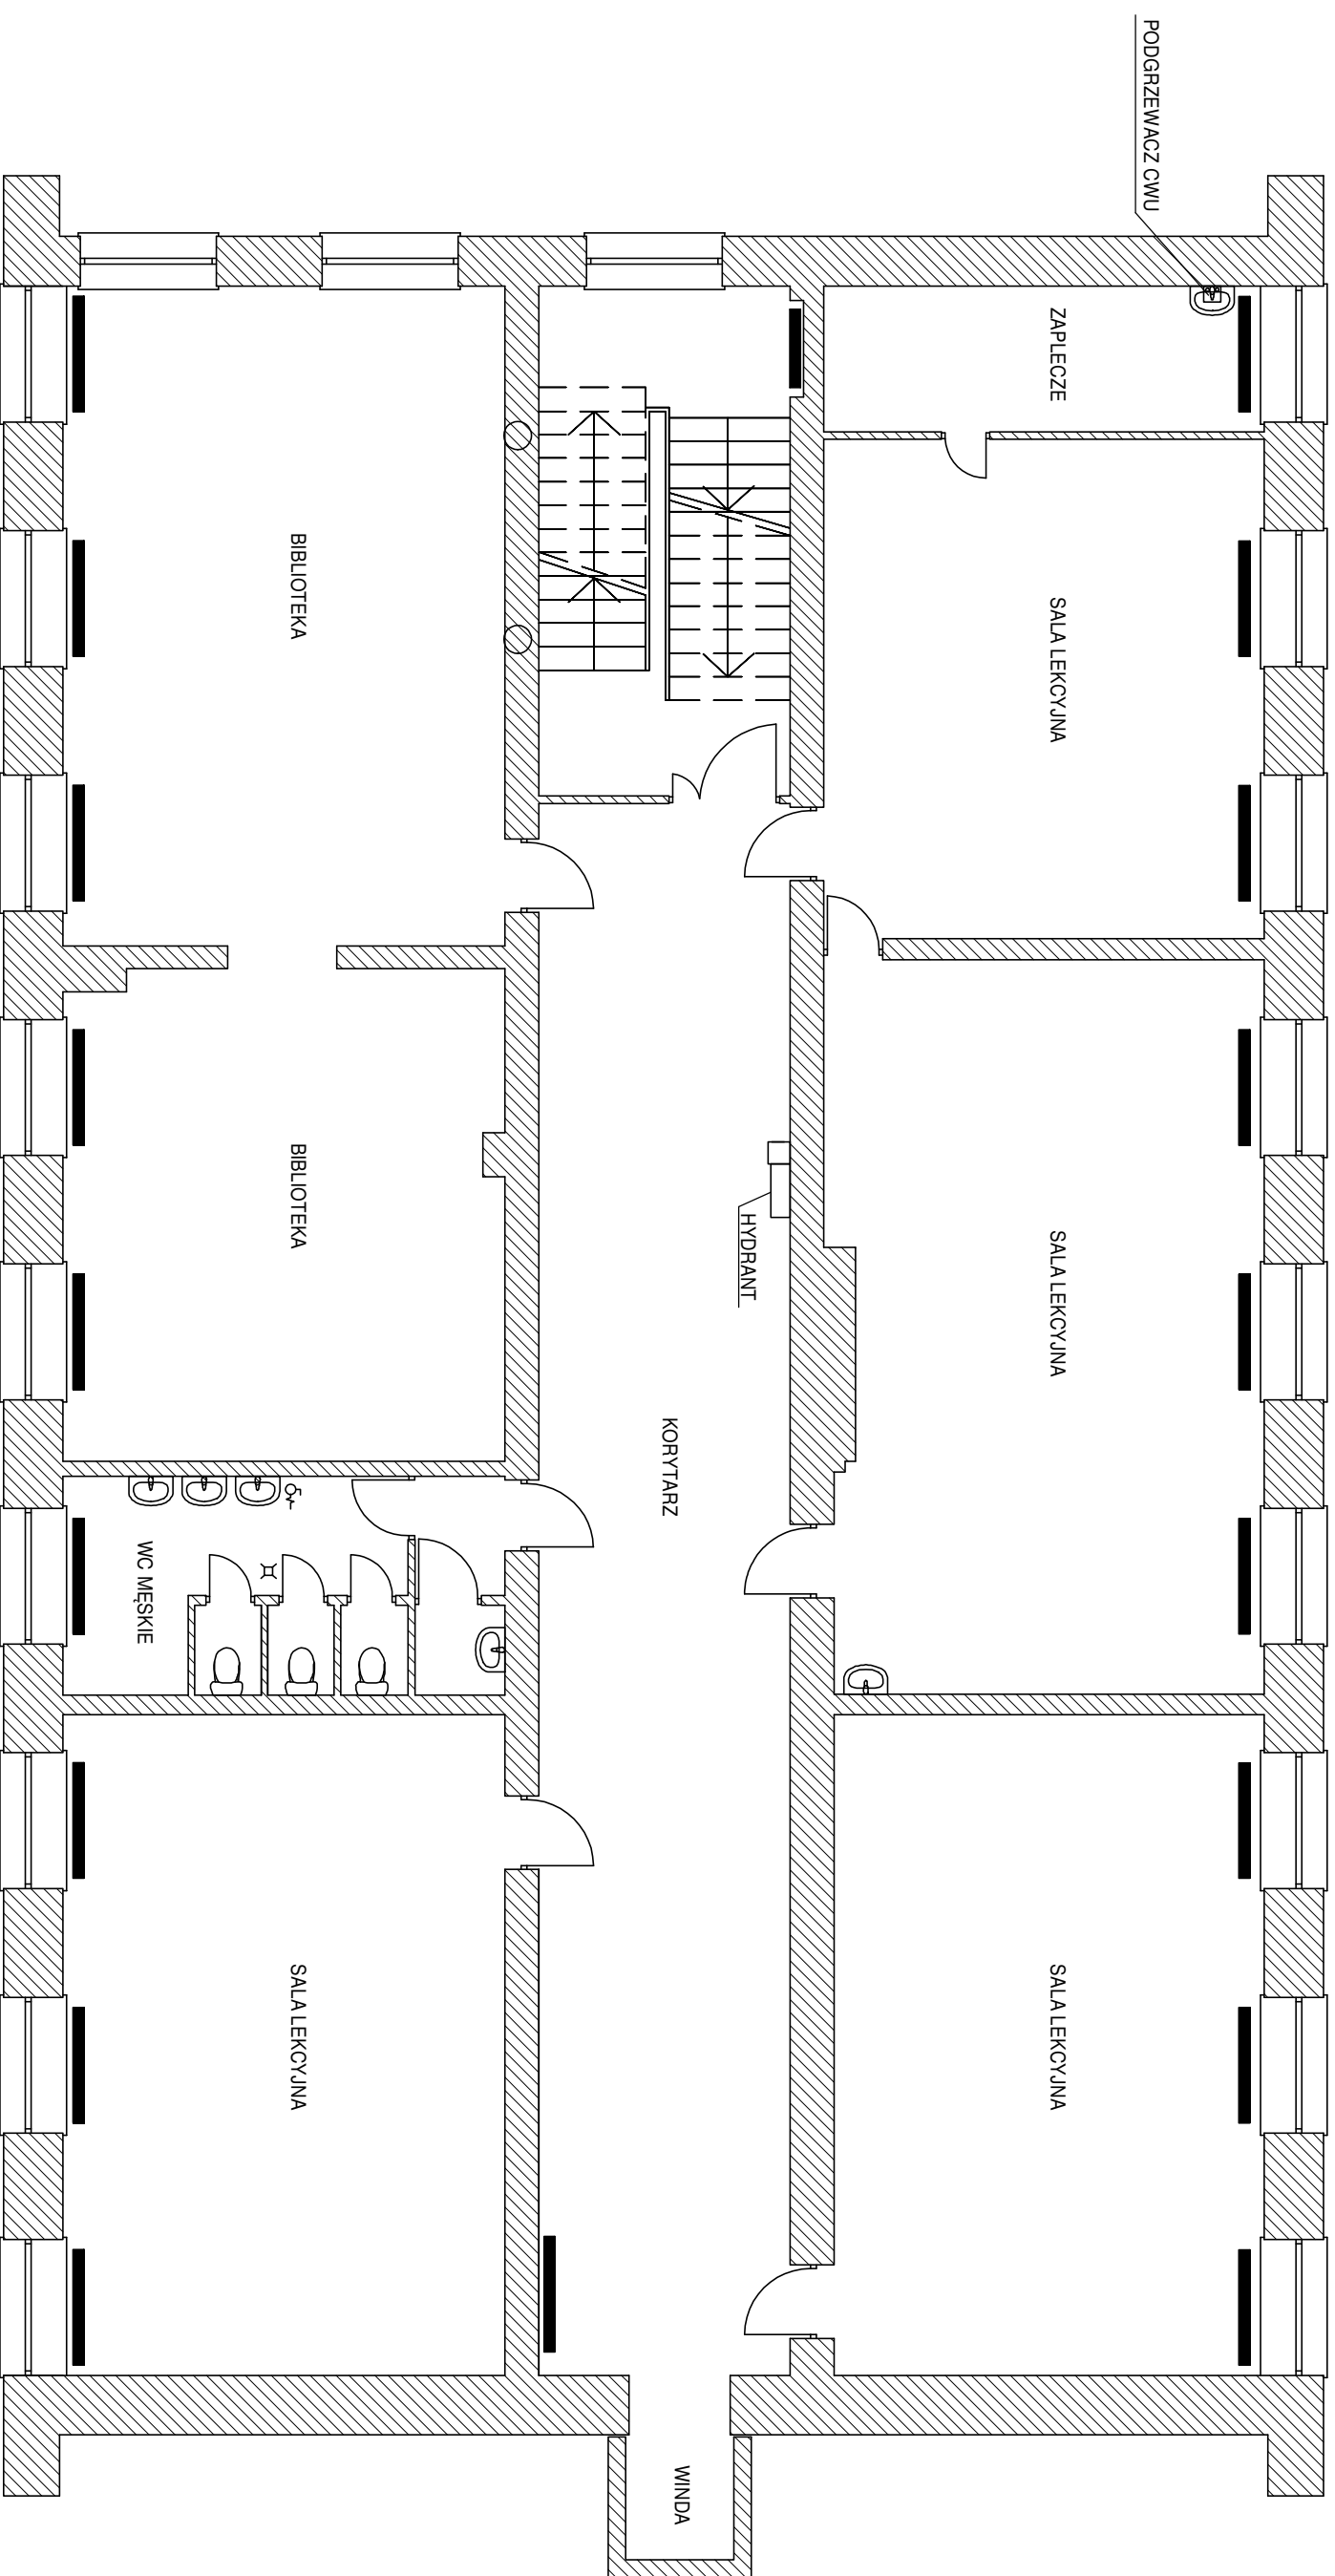 PODGRZEWACZ CWU
ZAPLECZE
SALA LEKCYJNA
SALA LEKCYJNA
SALA LEKCYJNA
HYDRANT
KORYTARZ
WINDA
BIBLIOTEKA
BIBLIOTEKA
WC MĘSKIE
SALA LEKCYJNA